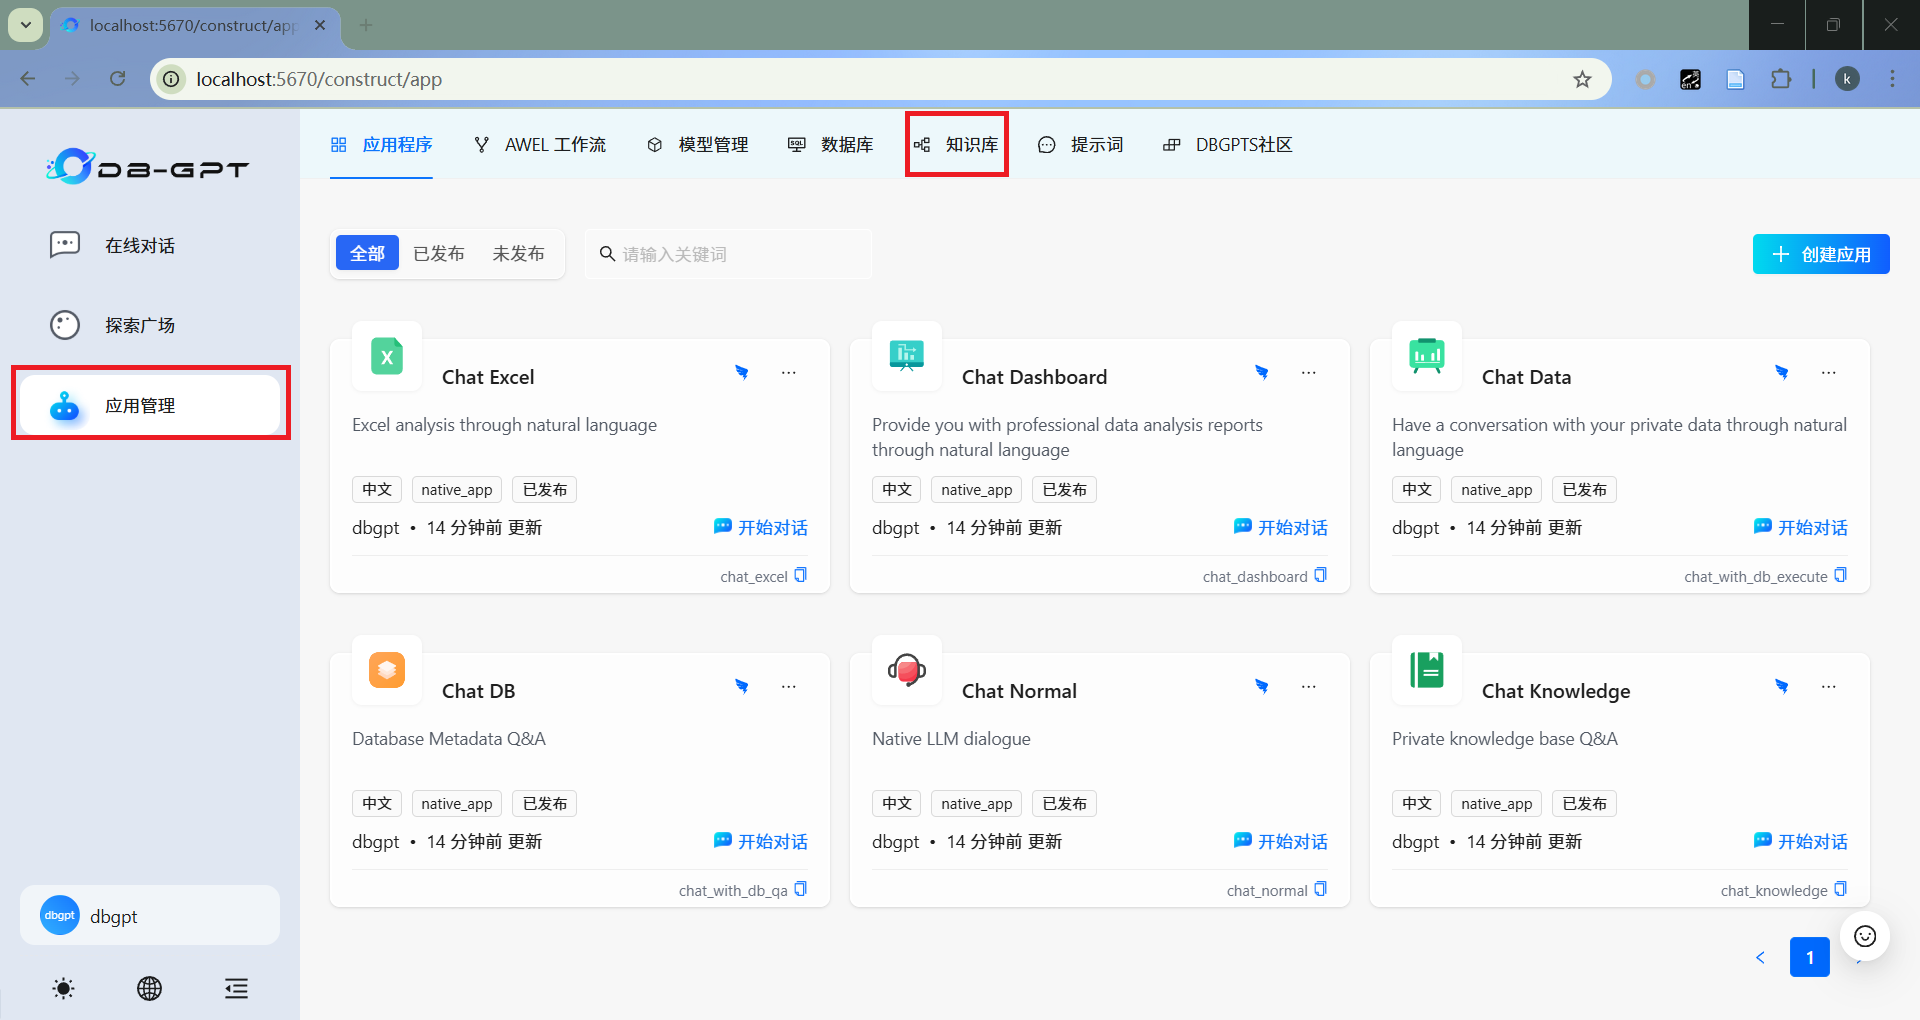 localhost:5670/construct/app
localhost:5670/construct/app
k
DB-GPT
应用程序
AWEL 工作流
模型管理
数据库
知识库
提示词
DBGPTS社区
在线对话
探索广场
应用管理
全部
已发布
未发布
请输入关键词
创建应用
Chat Excel
Excel analysis through natural language
中文 native_app 已发布
dbgpt • 14 分钟前 更新
开始对话
chat_excel
Chat Dashboard
Provide you with professional data analysis reports
through natural language
中文 native_app 已发布
dbgpt • 14 分钟前 更新
开始对话
chat_dashboard
Chat Data
Have a conversation with your private data through natural
language
中文 native_app 已发布
dbgpt • 14 分钟前 更新
开始对话
chat_with_db_execute
Chat DB
Database Metadata Q&A
中文 native_app 已发布
dbgpt • 14 分钟前 更新
开始对话
chat_with_db_qa
Chat Normal
Native LLM dialogue
中文 native_app 已发布
dbgpt • 14 分钟前 更新
开始对话
chat_normal
Chat Knowledge
Private knowledge base Q&A
中文 native_app 已发布
dbgpt • 14 分钟前 更新
开始对话
chat_knowledge
dbgpt dbgpt
1